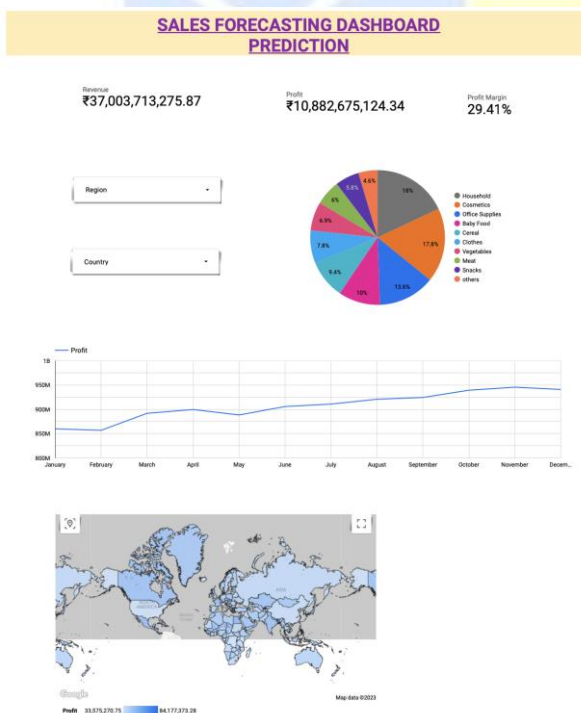 SALES FORECASTING DASHBOARD
PREDICTION
Revenue
₹37,003,713,275.87
Profit
₹10,882,675,124.34
Profit Margin
29.41%
Region
Country
18%
17.8%
13.6%
10%
9.4%
7.8%
6.9%
6%
5.8%
4.6%
Household
Cosmetics
Office Supplies
Baby Food
Cereal
Clothes
Vegetables
Meat
Snacks
others
Profit
1B
950M
900M
850M
800M
January February March April May June July August September October November Decem...
ASIA
Google
Map data ©2023
Profit 33,575,270.75 84,177,373.28